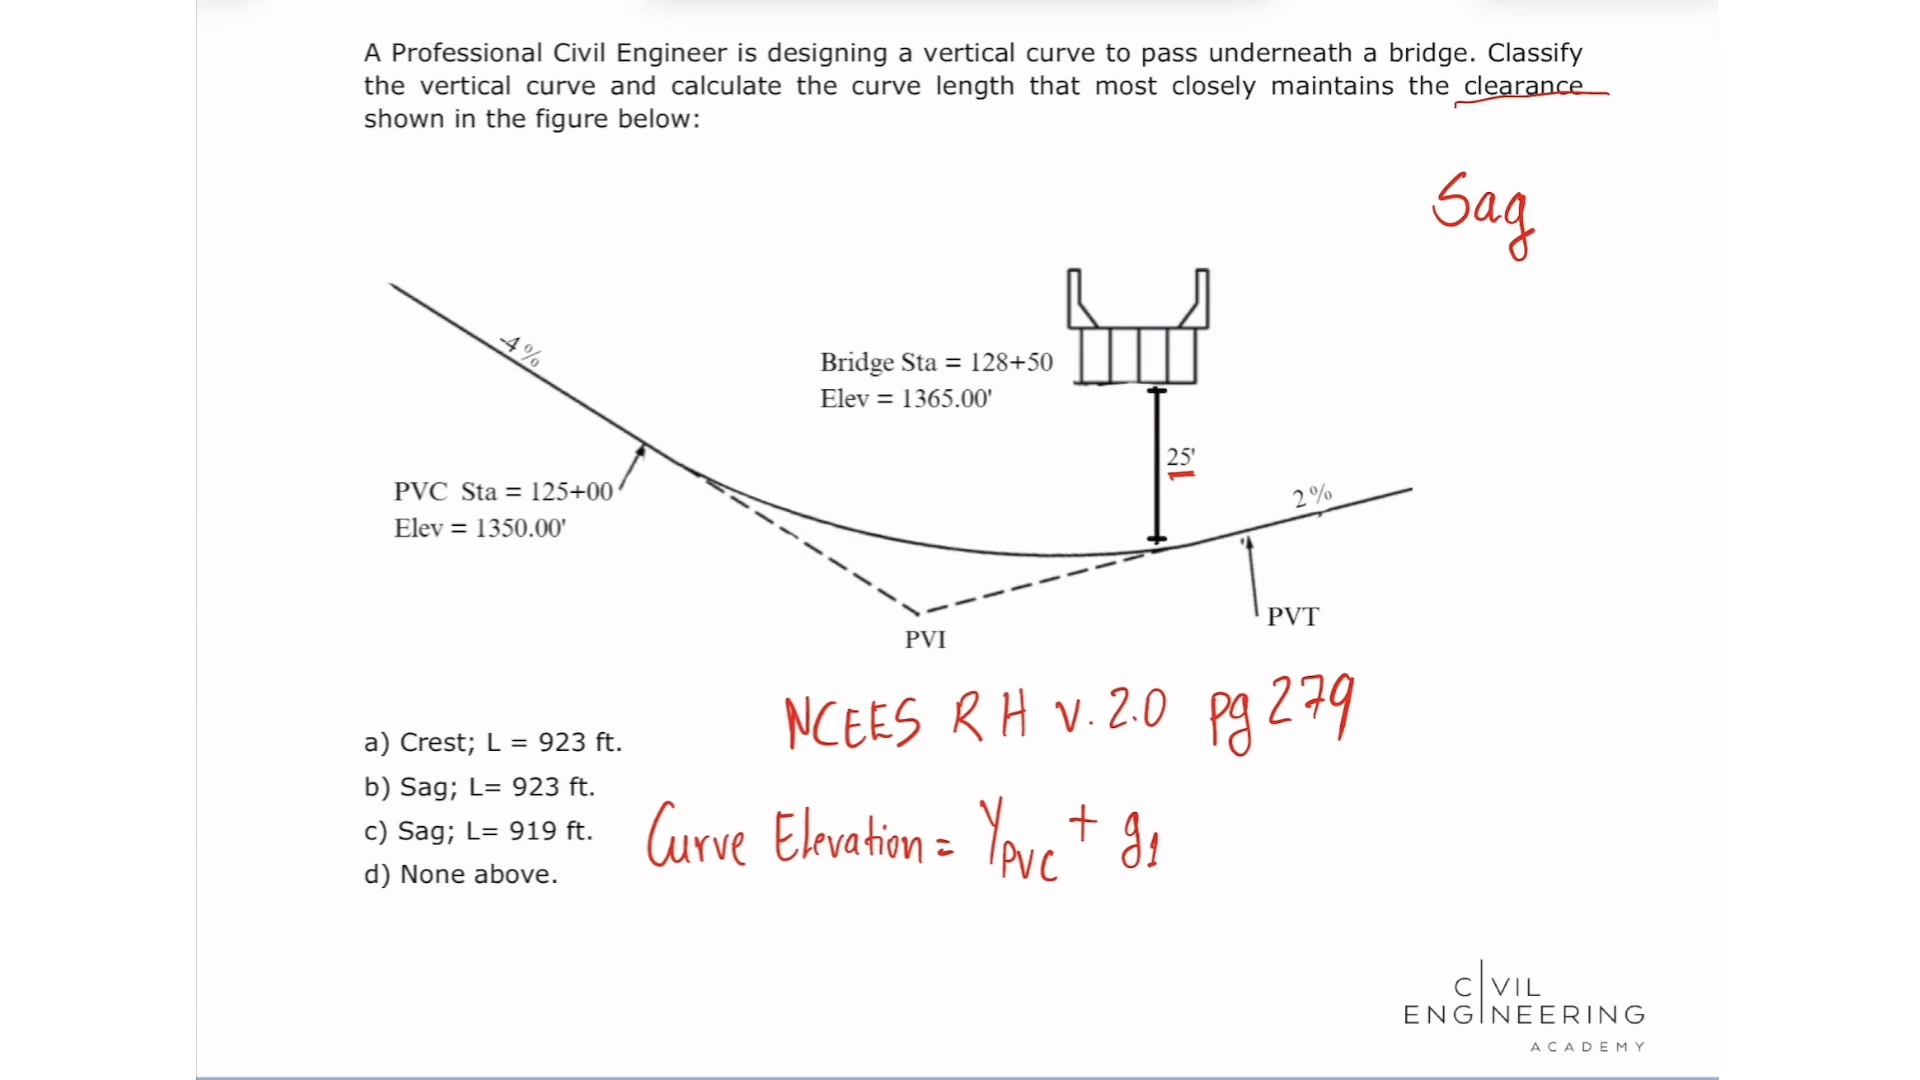 A Professional Civil Engineer is designing a vertical curve to pass underneath a bridge. Classify
the vertical curve and calculate the curve length that most closely maintains the clearance
shown in the figure below:
Sag
-4%
Bridge Sta = 128+50
Elev = 1365.00'
25'
PVC Sta = 125+00
Elev = 1350.00'
2%
PVI
PVT
NCEES RH v. 2.0 pg 279
a) Crest; L = 923 ft.
b) Sag; L= 923 ft.
c) Sag; L= 919 ft.
d) None above.
Curve Elevation = YPVC + g1
CIVIL
ENGINEERING
ACADEMY